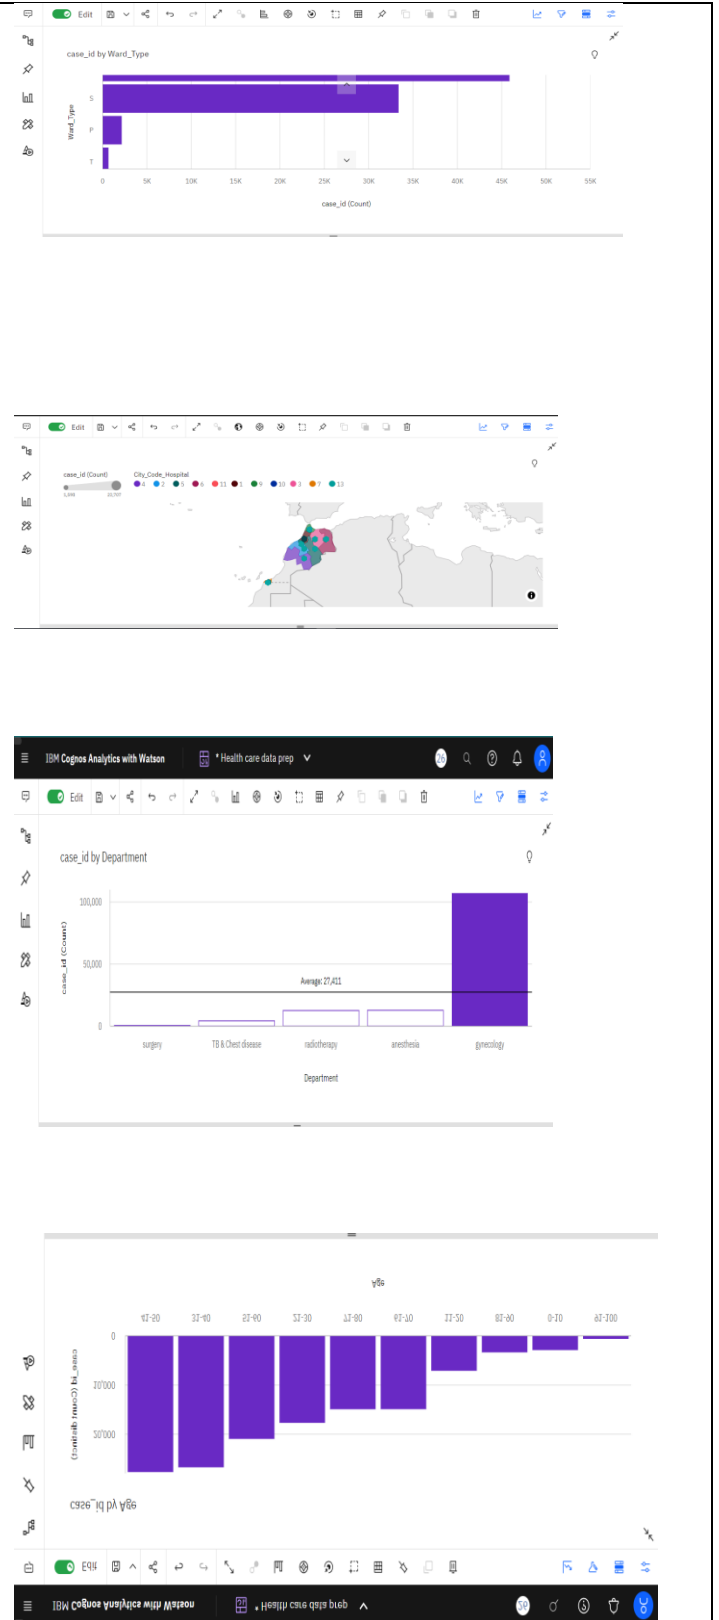 Edit
case_id by Ward_Type
Ward_Type
S
P
T
0 5K 10K 15K 20K 25K 30K 35K 40K 45K 50K 55K
case_id (Count)
Edit
case_id (Count) City_Code_Hospital
4 2 5 6 11 1 9 10 3 7 13
IBM Cognos Analytics with Watson * Health care data prep 26
Edit
case_id by Department
case_id (Count)
100,000
50,000
Average: 27,411
0
surgery TB & Chest disease radiotherapy anesthesia gynecology
Department
Age
41-50 31-40 51-60 21-30 71-80 61-70 11-20 81-90 0-10 91-100
0
10,000
20,000
case_id (Count distinct)
case_id by Age
Edit
IBM Cognos Analytics with Watson * Health care data prep 26